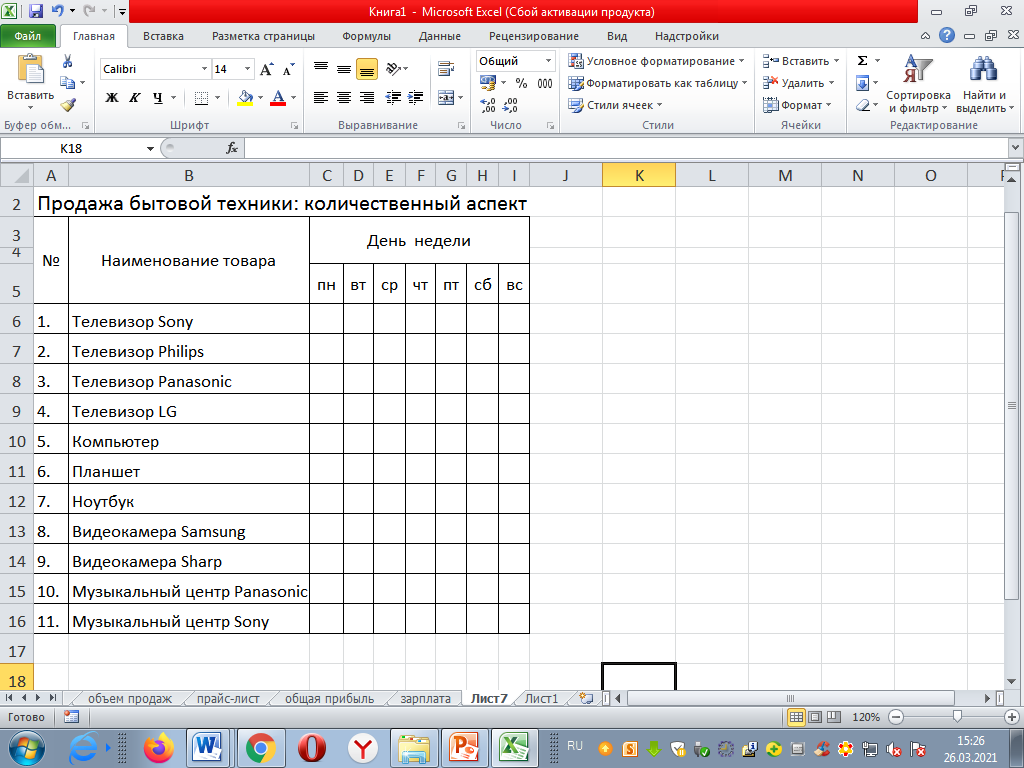 Книга1 - Microsoft Excel (Сбой активации продукта)
Файл Главная Вставка Разметка страницы Формулы Данные Рецензирование Вид Надстройки
Calibri 14 Общий Условное форматирование Вставить Σ
Вставить Ж К Ч А % 000 Форматировать как таблицу Удалить Сортировка и фильтр Найти и выделить
Стили ячеек Формат
Буфер обм... Шрифт Выравнивание Число Стили Ячейки Редактирование
K18 fx
A B C D E F G H I J K L M N O
2 Продажа бытовой техники: количественный аспект
3 День недели
4 № Наименование товара
5 пн вт ср чт пт сб вс
6 1. Телевизор Sony
7 2. Телевизор Philips
8 3. Телевизор Panasonic
9 4. Телевизор LG
10 5. Компьютер
11 6. Планшет
12 7. Ноутбук
13 8. Видеокамера Samsung
14 9. Видеокамера Sharp
15 10. Музыкальный центр Panasonic
16 11. Музыкальный центр Sony
17
18
объем продаж прайс-лист общая прибыль зарплата Лист7 Лист1
Готово 120%
RU 15:26
26.03.2021